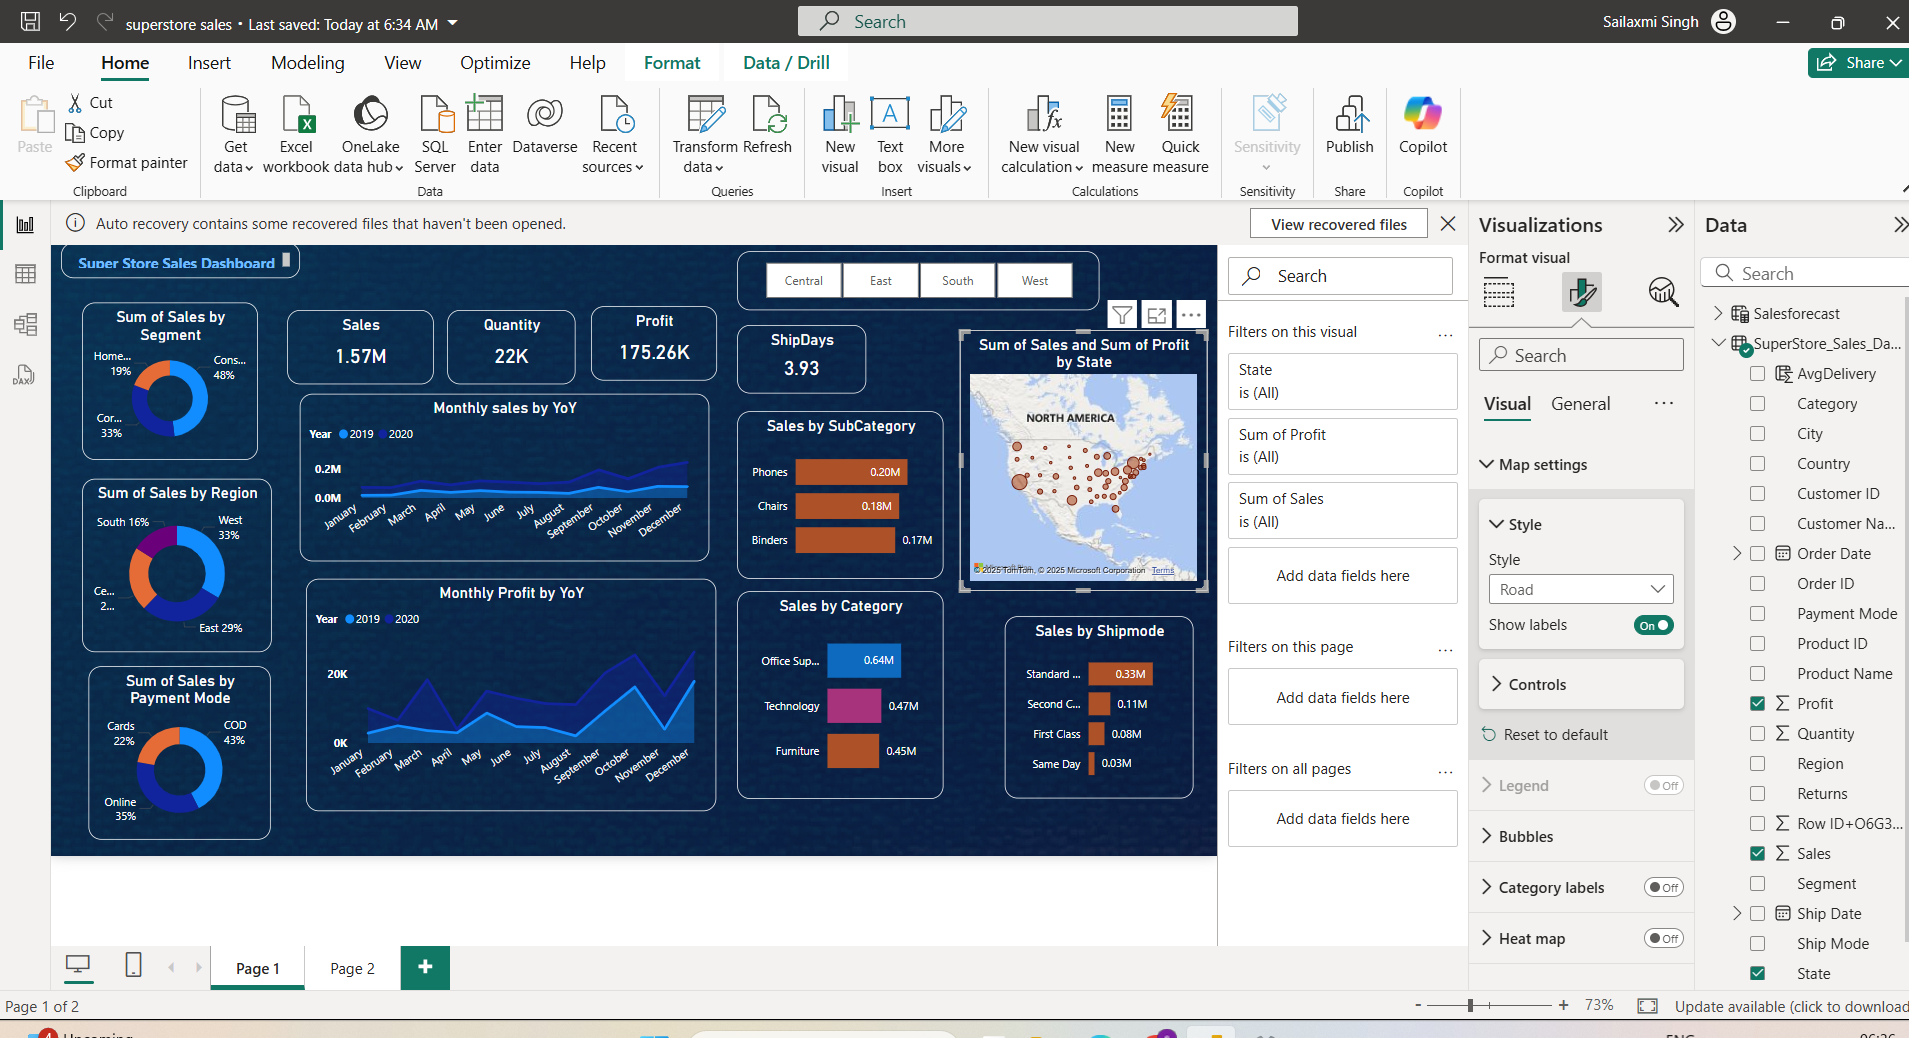 superstore sales • Last saved: Today at 6:34 AM
Search
Sailaxmi Singh
File
Home
Insert
Modeling
View
Optimize
Help
Format
Data / Drill
Share
Paste
Cut
Copy
Format painter
Clipboard
Get data
Excel workbook
OneLake data hub
SQL Server
Enter data
Dataverse
Recent sources
Data
Transform data
Refresh
Queries
New visual
Text box
More visuals
Insert
New visual calculation
New measure
Quick measure
Calculations
Sensitivity
Sensitivity
Publish
Share
Copilot
Copilot
Auto recovery contains some recovered files that haven't been opened.
View recovered files
Super Store Sales Dashboard
Central
East
South
West
Sum of Sales by
Segment
Home...
19%
Cons...
48%
Cor...
33%
Sales
1.57M
Quantity
22K
Profit
175.26K
ShipDays
3.93
Monthly sales by YoY
Year 2019 2020
0.2M
0.0M
January
February
March
April
May
June
July
August
September
October
November
December
Sum of Sales by Region
South 16%
West
33%
Ce...
2...
East 29%
Monthly Profit by YoY
Year 2019 2020
20K
0K
January
February
March
April
May
June
July
August
September
October
November
December
Sum of Sales by
Payment Mode
Cards
22%
COD
43%
Online
35%
Sales by SubCategory
Phones 0.20M
Chairs 0.18M
Binders 0.17M
Sales by Category
Office Sup... 0.64M
Technology 0.47M
Furniture 0.45M
Sum of Sales and Sum of Profit
by State
NORTH AMERICA
© 2025 TomTom, © 2025 Microsoft Corporation Terms
Sales by Shipmode
Standard ... 0.33M
Second C... 0.11M
First Class 0.08M
Same Day 0.03M
Search
Filters on this visual
State
is (All)
Sum of Profit
is (All)
Sum of Sales
is (All)
Add data fields here
Filters on this page
Add data fields here
Filters on all pages
Add data fields here
Visualizations
Format visual
Search
Visual
General
Map settings
Style
Style
Road
Show labels On
Controls
Reset to default
Legend Off
Bubbles
Category labels Off
Heat map Off
Data
Search
Salesforecast
SuperStore_Sales_Da...
AvgDelivery
Category
City
Country
Customer ID
Customer Na...
Order Date
Order ID
Payment Mode
Product ID
Product Name
Profit
Quantity
Region
Returns
Row ID+O6G3...
Sales
Segment
Ship Date
Ship Mode
State
DAX
Page 1
Page 2
Page 1 of 2
- + 73%
Update available (click to download
4